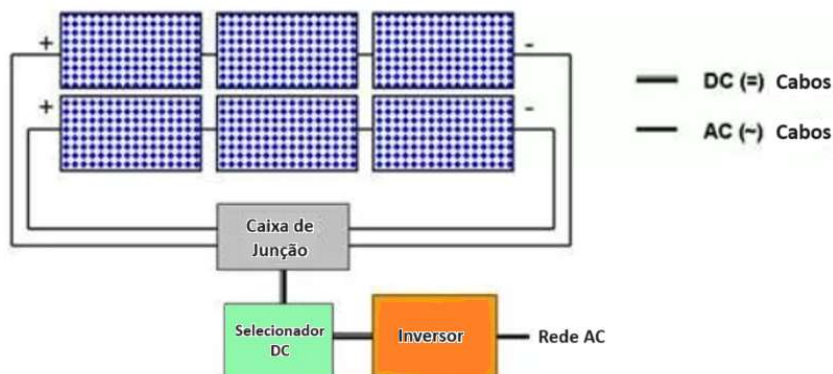 +
-
+
-
DC (=) Cabos
AC (~) Cabos
Caixa de
Junção
Selecionador
DC
Inversor
Rede AC